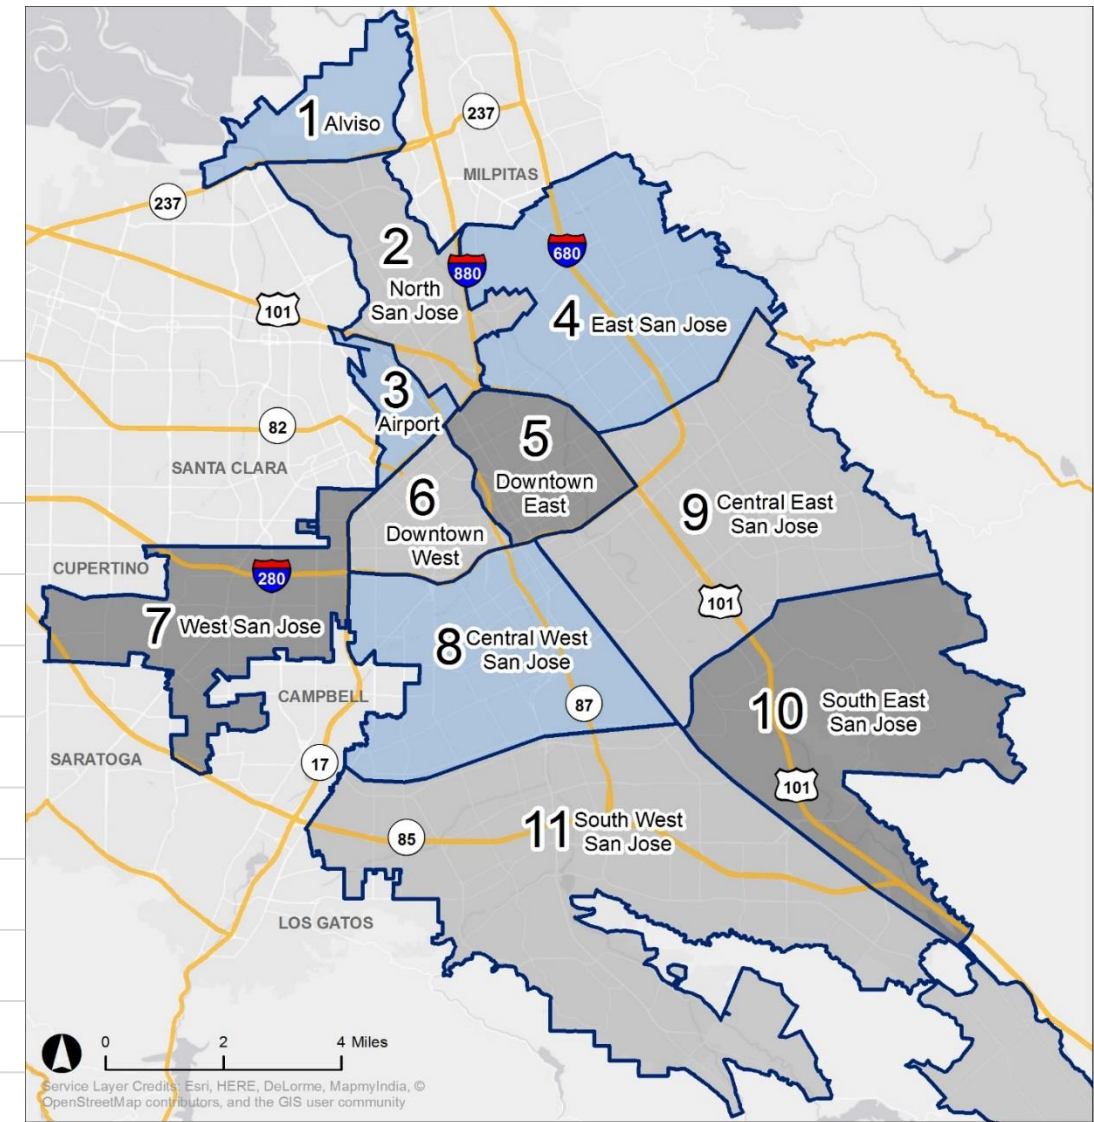 1 Alviso
237
MILPITAS
237
2
North
San Jose
880
680
101
4 East San Jose
3
Airport
82
SANTA CLARA
5
Downtown
East
6
Downtown
West
9 Central East
San Jose
CUPERTINO
280
101
7 West San Jose
8 Central West
San Jose
CAMPBELL
87
10 South East
San Jose
SARATOGA
17
101
11 South West
San Jose
85
LOS GATOS
0 2 4 Miles
Service Layer Credits: Esri, HERE, DeLorme, MapmyIndia, ©
OpenStreetMap contributors, and the GIS user community